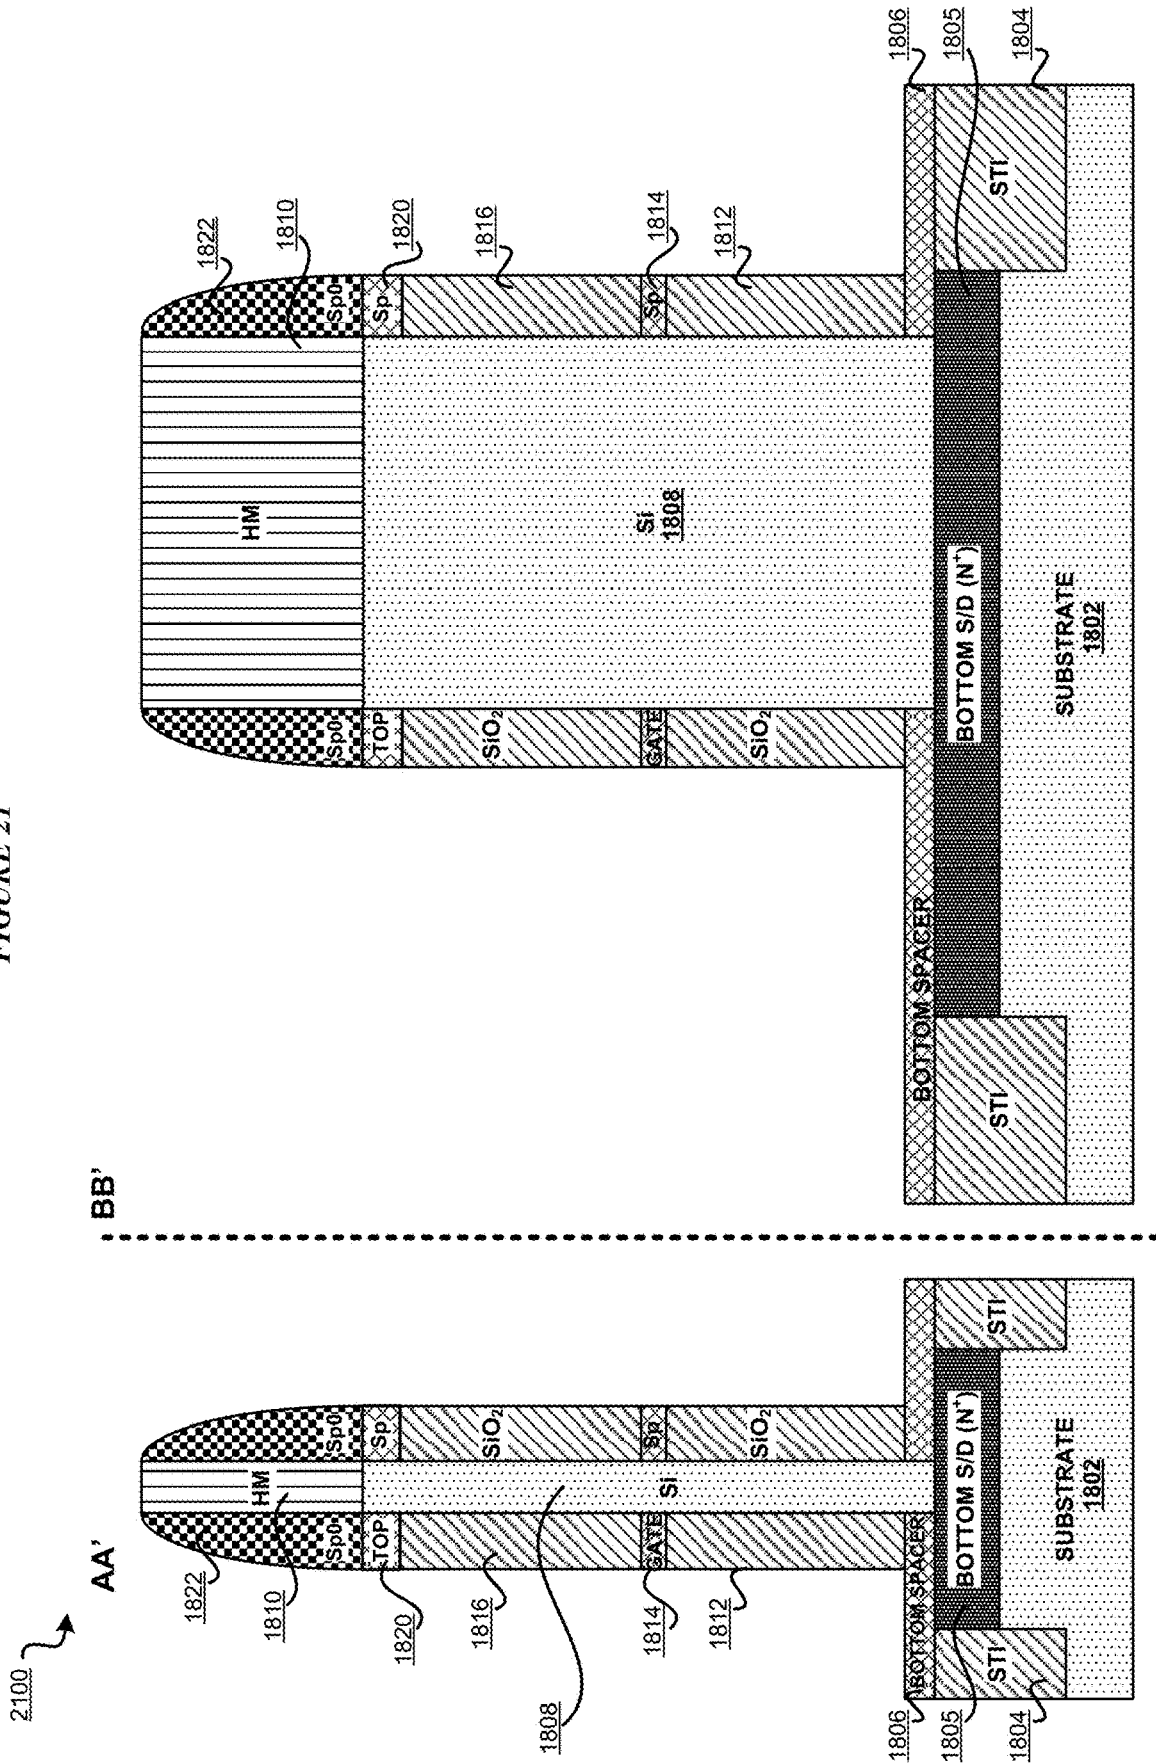 FIGURE 21
2100
AA’
1822
1810
HM
Sp0
Sp0
1820
TOP
Sp
1816
SiO2
1808
Si
1814
GATE
Sp
1812
SiO2
1806
BOTTOM SPACER
1805
BOTTOM S/D (N+)
1804
STI
STI
SUBSTRATE
1802
BB’
1822
HM
1810
Sp0
Sp0
TOP
Sp
1820
SiO2
1816
Si
1808
GATE
Sp
1814
SiO2
1812
BOTTOM SPACER
1806
BOTTOM S/D (N+)
1805
STI
STI
1804
SUBSTRATE
1802